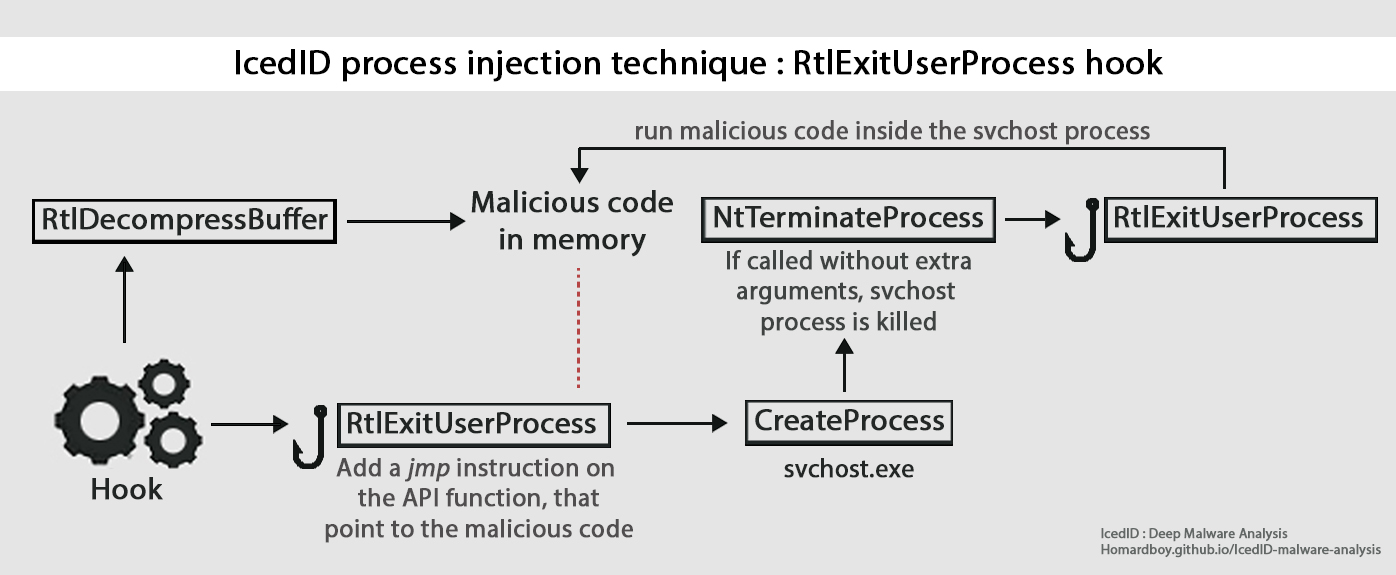 IcedID process injection technique : RtlExitUserProcess hook
run malicious code inside the svchost process
RtlDecompressBuffer
Malicious code
in memory
NtTerminateProcess
RtlExitUserProcess
If called without extra
arguments, svchost
process is killed
Hook
RtlExitUserProcess
Add a jmp instruction on
the API function, that
point to the malicious code
CreateProcess
svchost.exe
IcedID : Deep Malware Analysis
Homardboy.github.io/IcedID-malware-analysis